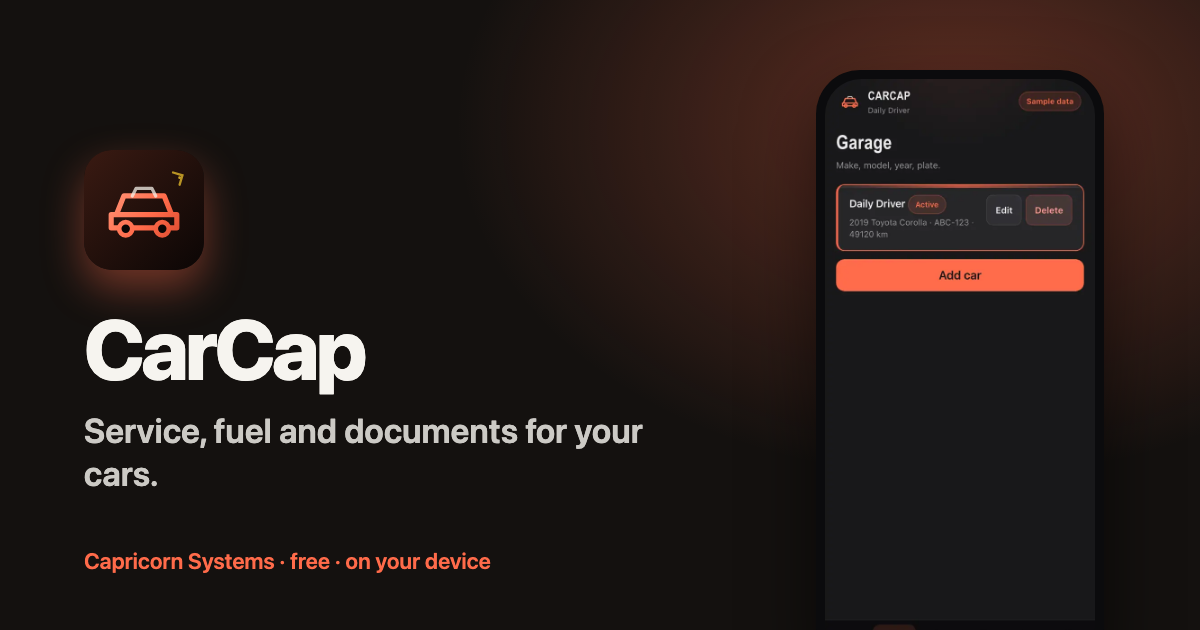 CarCap
Service, fuel and documents for your
cars.
Capricorn Systems · free · on your device
CARCAP
Daily Driver
Sample data
Garage
Make, model, year, plate.
Daily Driver Active
2019 Toyota Corolla · ABC-123 ·
49120 km
Edit
Delete
Add car